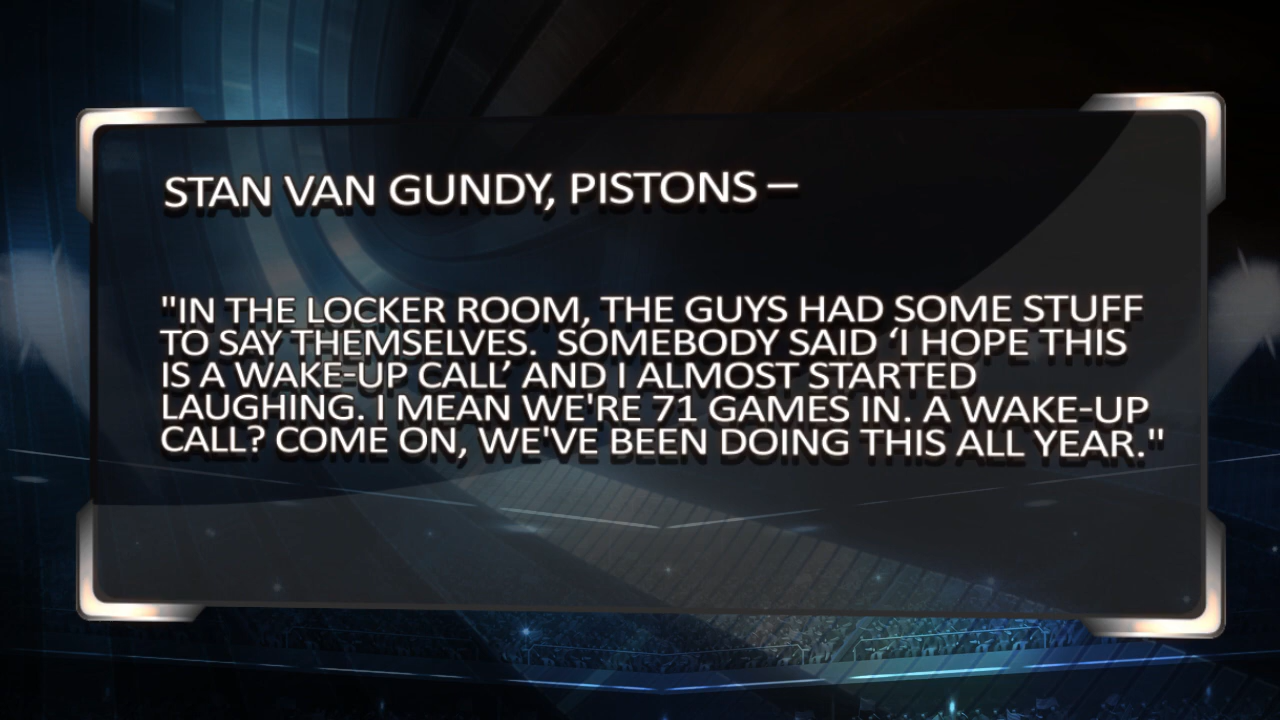 STAN VAN GUNDY, PISTONS –
"IN THE LOCKER ROOM, THE GUYS HAD SOME STUFF
TO SAY THEMSELVES.  SOMEBODY SAID ‘I HOPE THIS
IS A WAKE-UP CALL’ AND I ALMOST STARTED
LAUGHING. I MEAN WE'RE 71 GAMES IN. A WAKE-UP
CALL? COME ON, WE'VE BEEN DOING THIS ALL YEAR."